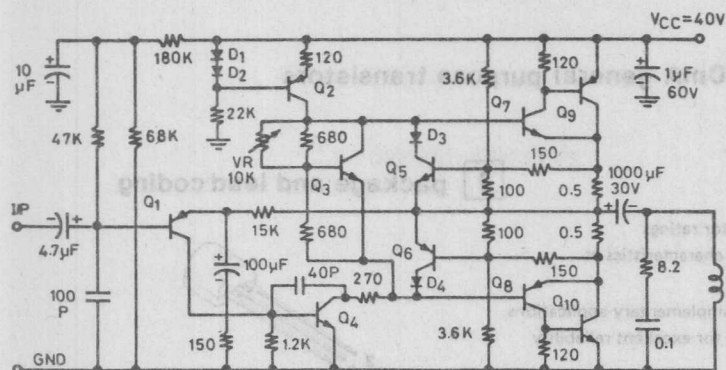 VCC=40V
10
μF
180K
D1
D2
120
Q2
22K
3.6K
120
Q7
Q9
1μF
60V
47K
68K
VR
10K
680
Q3
D3
Q5
150
100
0.5
1000μF
30V
I/P
Q1
4.7μF
15K
680
Q6
100
0.5
100
P
100μF
40P
270
D4
Q8
150
Q10
8.2
150
1.2K
Q4
3.6K
120
0.1
GND
general purpose transistors
package and lead coding